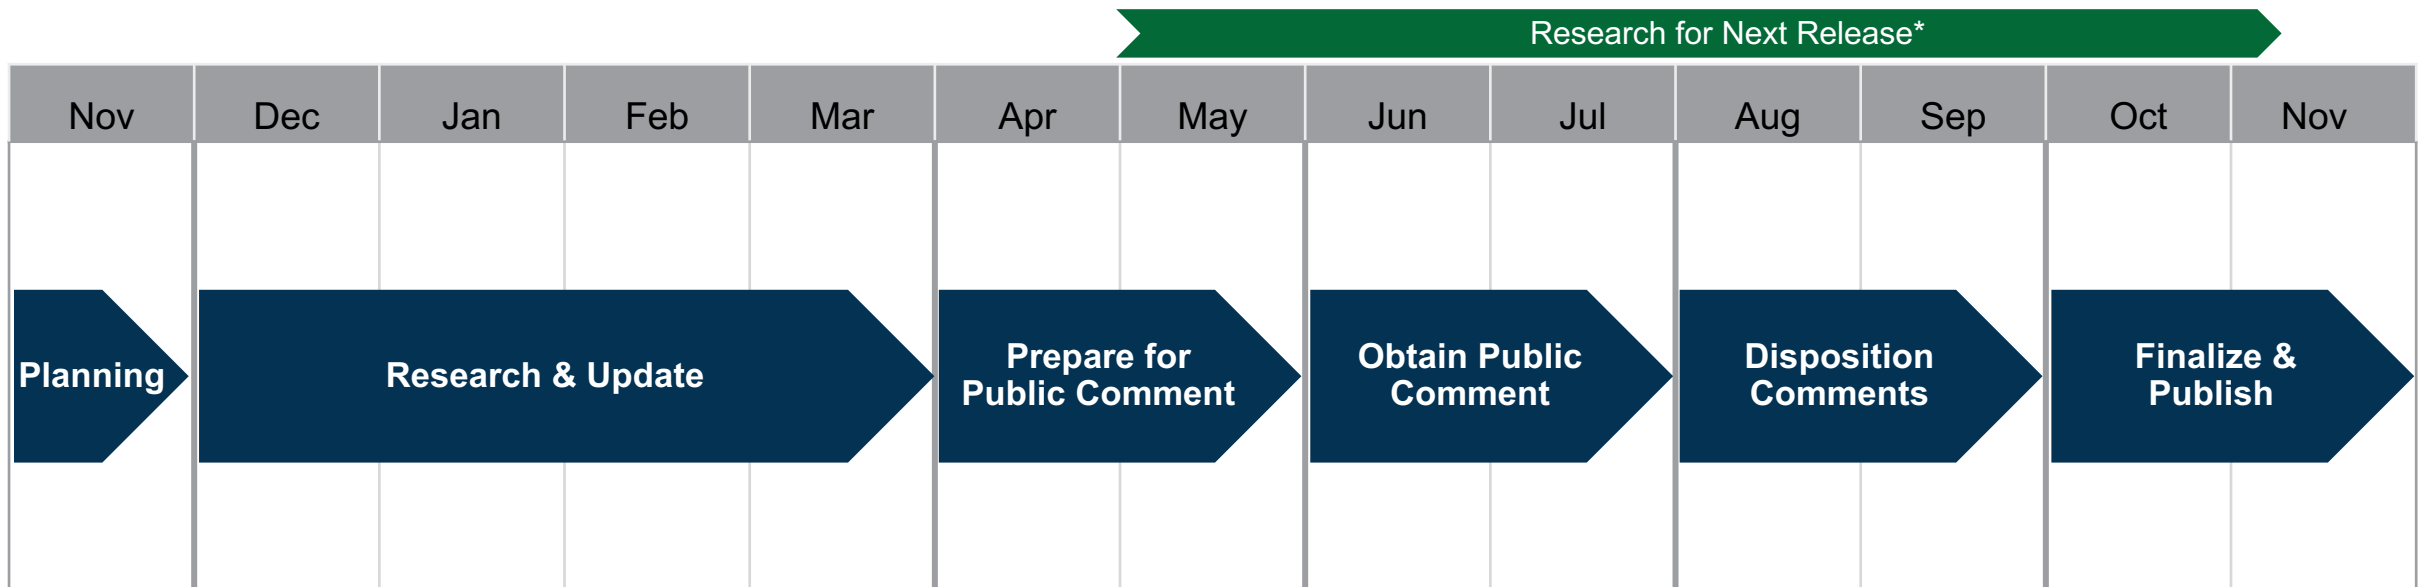 Research for Next Release*
Nov Dec Jan Feb Mar Apr May Jun Jul Aug Sep Oct Nov
Planning
Research & Update
Prepare for
Public Comment
Obtain Public
Comment
Disposition
Comments
Finalize &
Publish